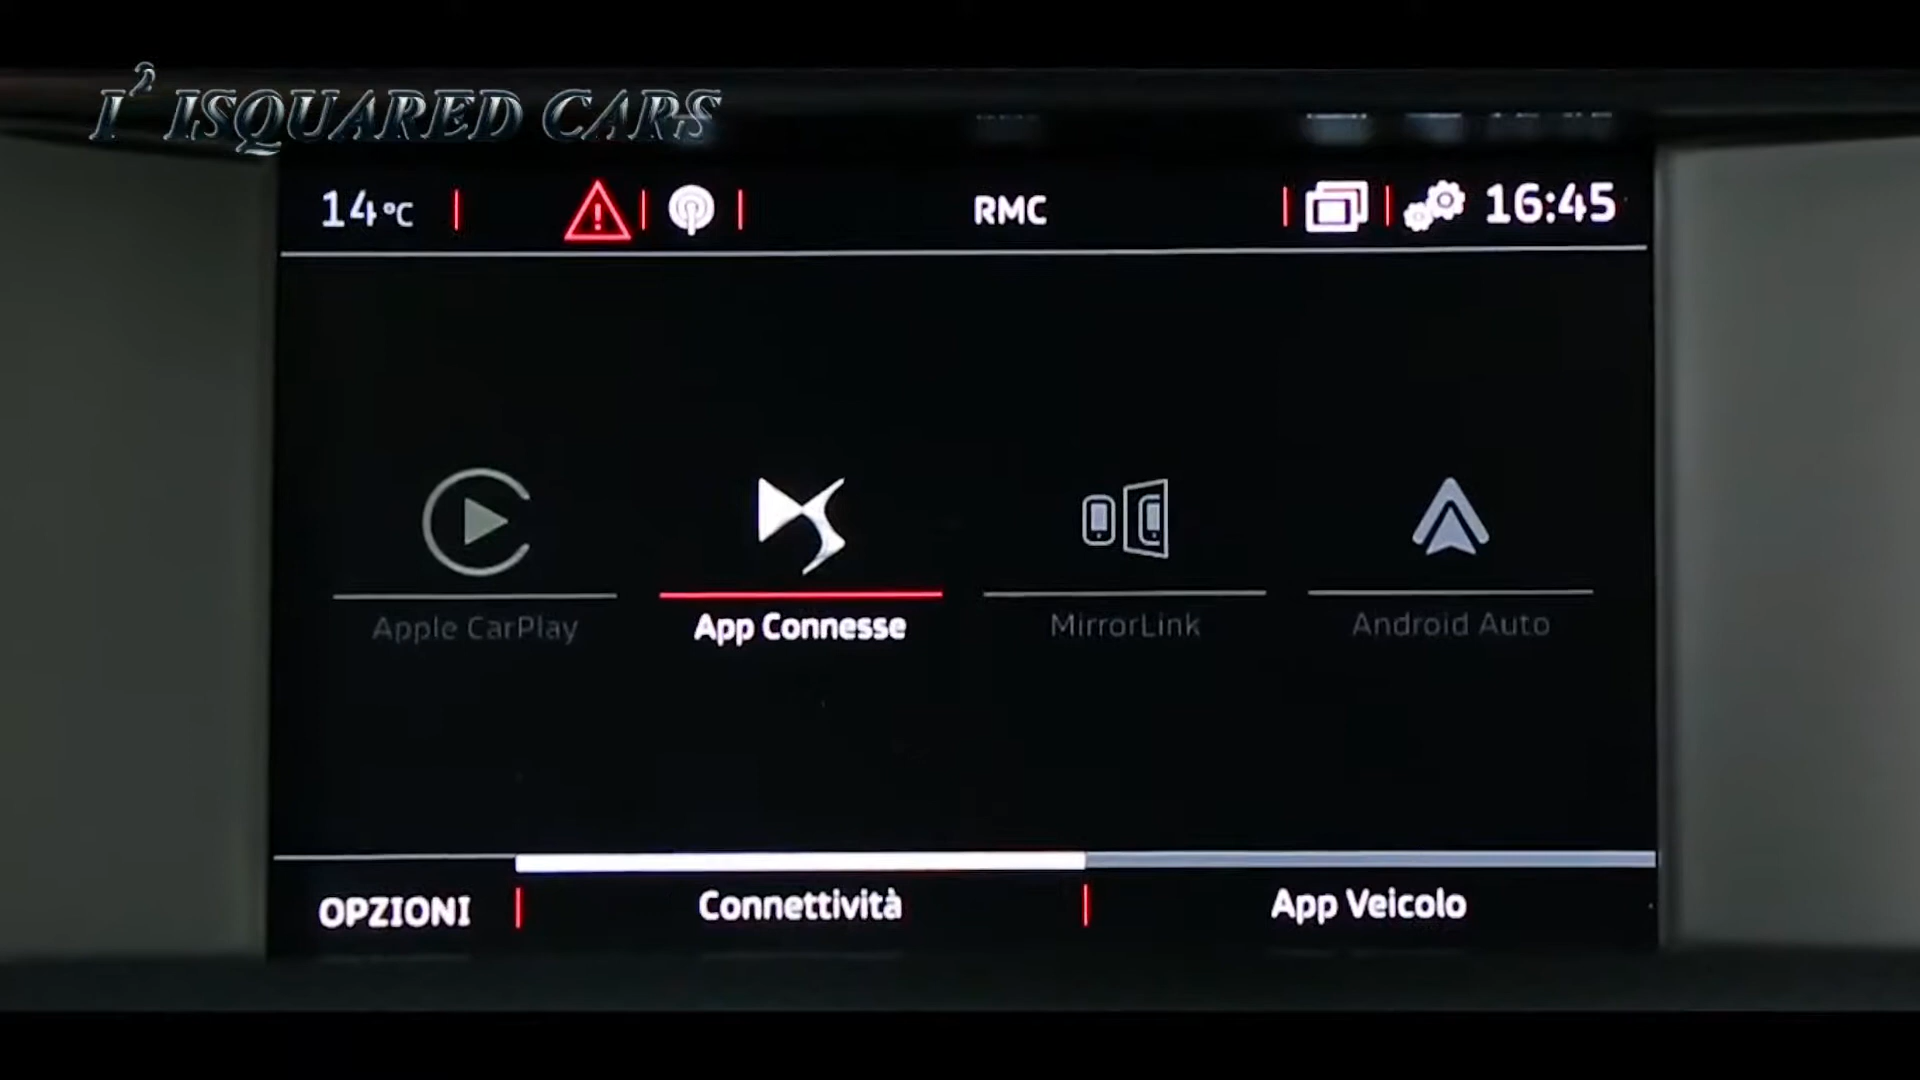 I² ISQUARED CARS
14°C
RMC
16:45
Apple CarPlay
App Connesse
MirrorLink
Android Auto
OPZIONI
Connettività
App Veicolo